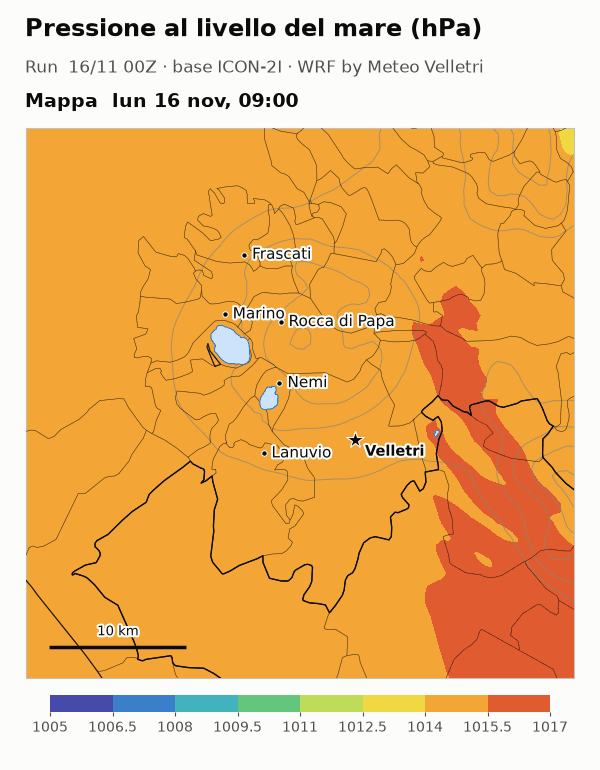 Pressione al livello del mare (hPa)
Run  16/11 00Z · base ICON-2I · WRF by Meteo Velletri
Mappa  lun 16 nov, 09:00
Frascati
Marino
Rocca di Papa
Nemi
Velletri
Lanuvio
10 km
1005 1006.5 1008 1009.5 1011 1012.5 1014 1015.5 1017